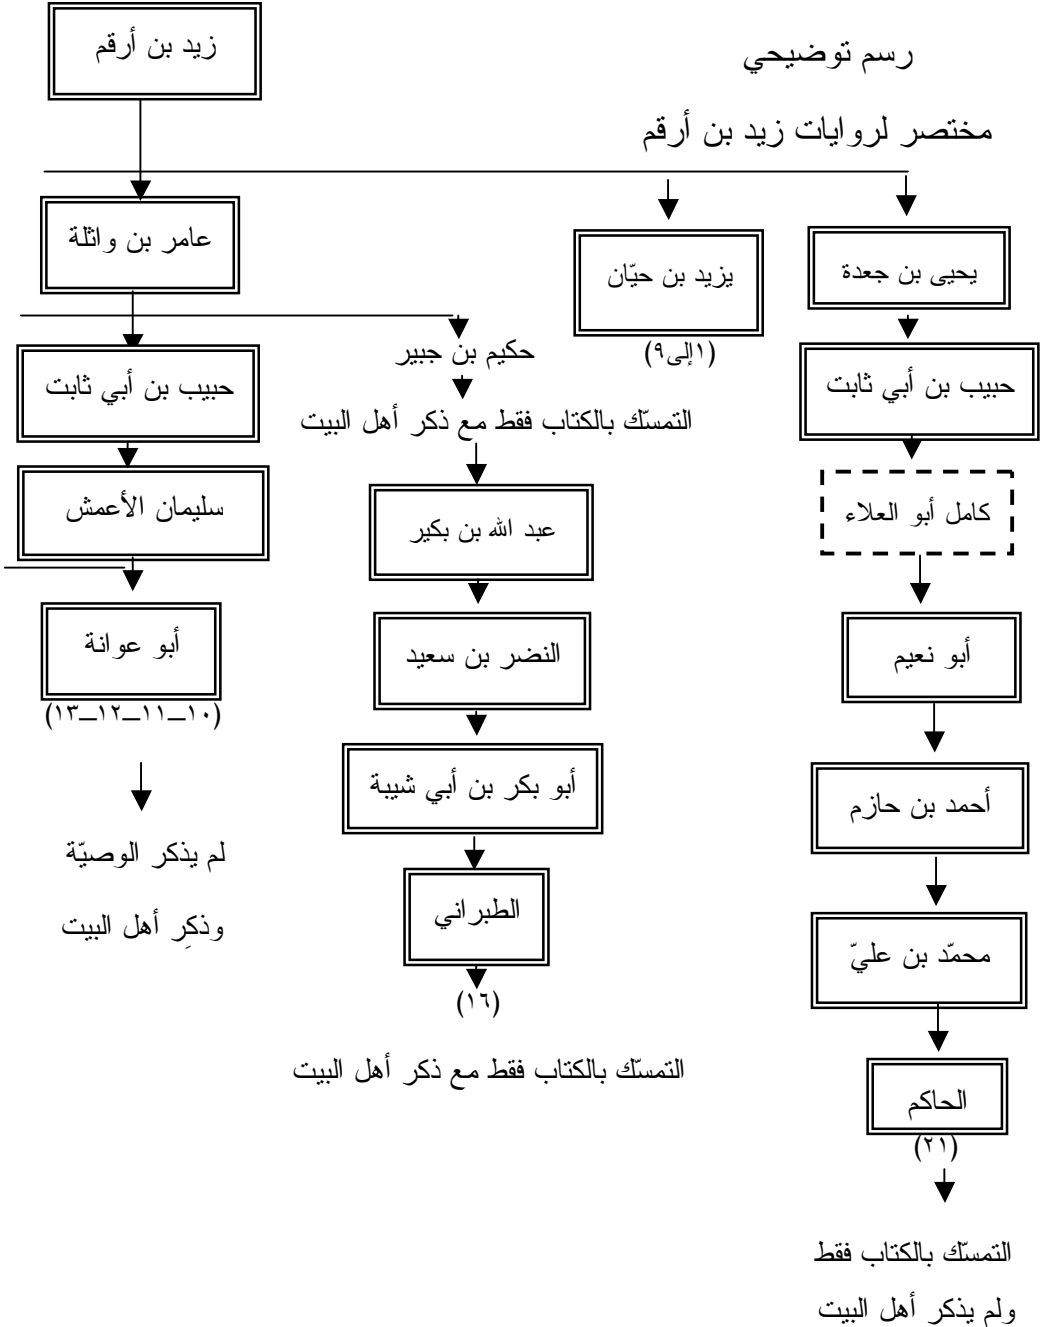 زيد بن أرقم
رسم توضيحي
مختصر لروايات زيد بن أرقم
عامر بن واثلة
يزيد بن حيّان
(١إلى٩)
يحيى بن جعدة
حبيب بن أبي ثابت
حكيم بن جبير
حبيب بن أبي ثابت
التمسّك بالكتاب فقط مع ذكر أهل البيت
سليمان الأعمش
عبد الله بن بكير
كامل أبو العلاء
أبو عوانة
(١٠–١١–١٢–١٣)
النضر بن سعيد
أبو نعيم
أبو بكر بن أبي شيبة
أحمد بن حازم
لم يذكر الوصيّة
وذكرِ أهل البيت
الطبراني
(١٦)
محمّد بن عليّ
التمسّك بالكتاب فقط مع ذكر أهل البيت
الحاكم
(٢١)
التمسّك بالكتاب فقط
ولم يذكر أهل البيت